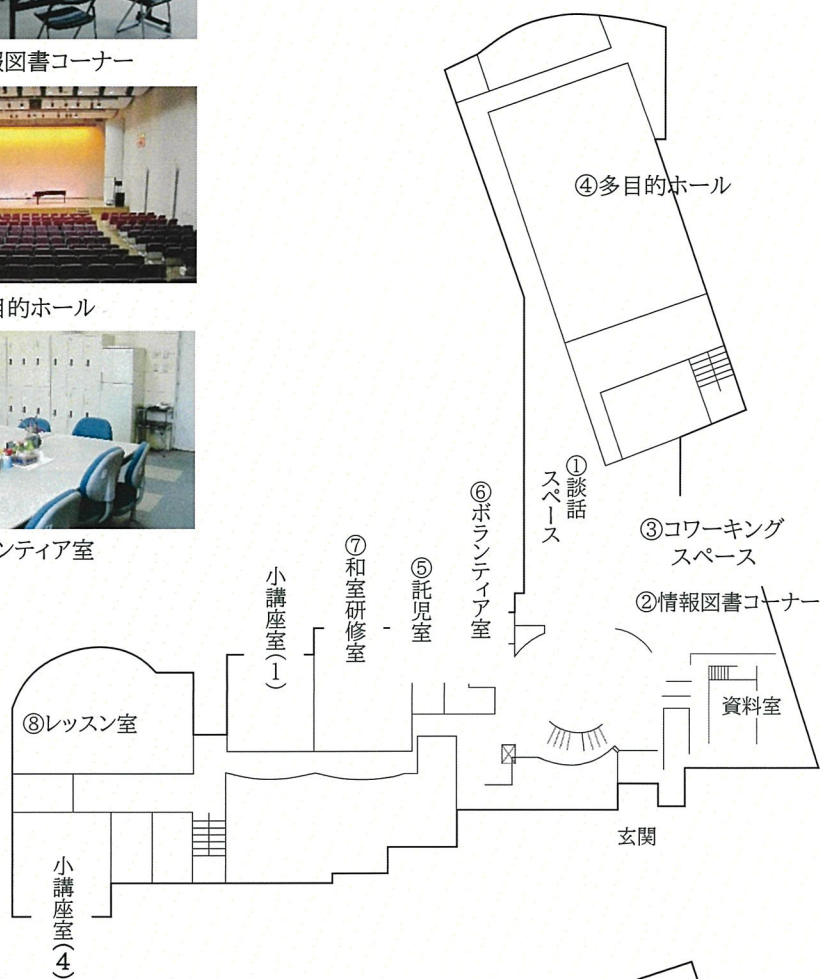 報図書コーナー
目的ホール
ンティア室
④多目的ホール
①談話
スペース
③コワーキング
スペース
②情報図書コーナー
⑥ボランティア室
⑤託児室
⑦和室研修室
小講座室(1)
⑧レッスン室
資料室
玄関
小講座室(4)